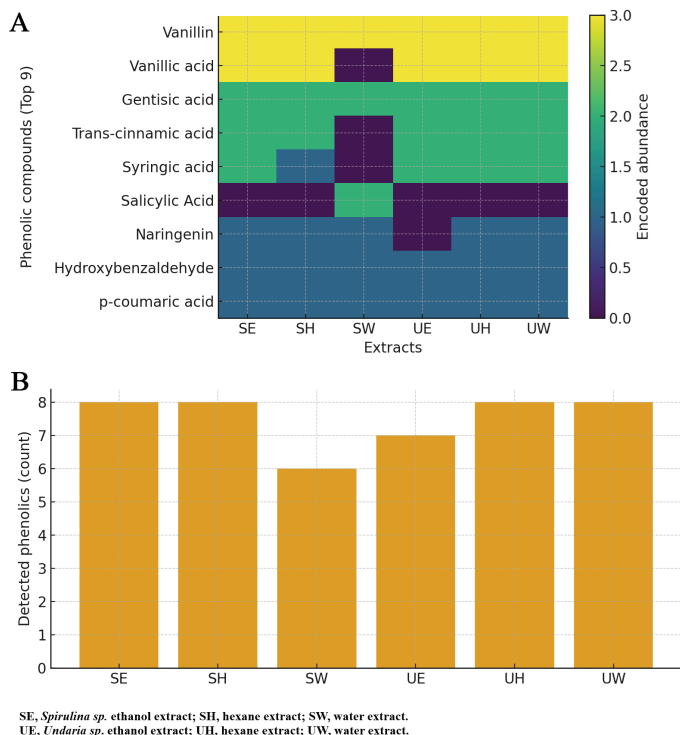 A
Phenolic compounds (Top 9)
Vanillin
Vanillic acid
Gentisic acid
Trans-cinnamic acid
Syringic acid
Salicylic Acid
Naringenin
Hydroxybenzaldehyde
p-coumaric acid
SE SH SW UE UH UW
Extracts
3.0
2.5
2.0
1.5
1.0
0.5
0.0
Encoded abundance
B
Detected phenolics (count)
8
7
6
5
4
3
2
1
0
SE SH SW UE UH UW
SE, Spirulina sp. ethanol extract; SH, hexane extract; SW, water extract.
UE, Undaria sp. ethanol extract; UH, hexane extract; UW, water extract.